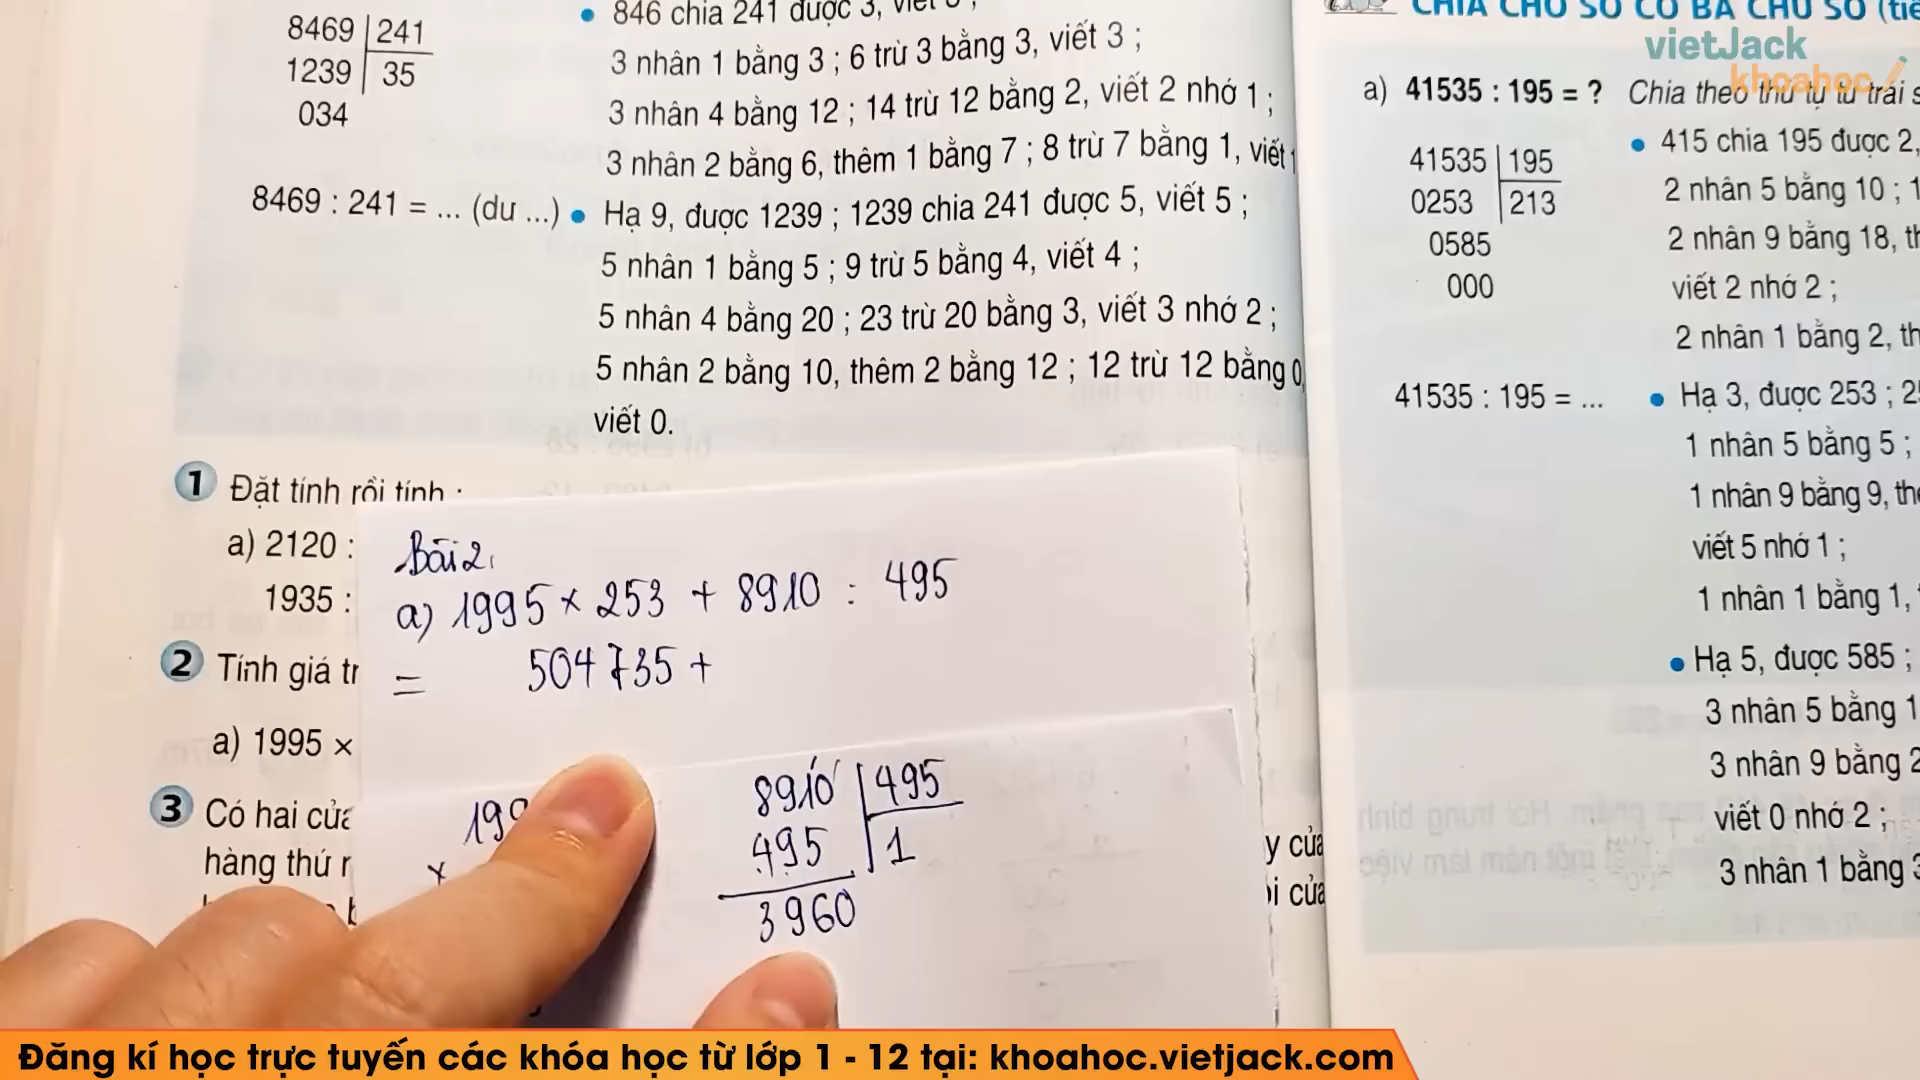 8469 241
1239 35
034
8469 : 241 = ... (dư ...)
• 846 chia 241 được 3, viết 3 ;
3 nhân 1 bằng 3 ; 6 trừ 3 bằng 3, viết 3 ;
3 nhân 4 bằng 12 ; 14 trừ 12 bằng 2, viết 2 nhớ 1 ;
3 nhân 2 bằng 6, thêm 1 bằng 7 ; 8 trừ 7 bằng 1, viết 1
• Hạ 9, được 1239 ; 1239 chia 241 được 5, viết 5 ;
5 nhân 1 bằng 5 ; 9 trừ 5 bằng 4, viết 4 ;
5 nhân 4 bằng 20 ; 23 trừ 20 bằng 3, viết 3 nhớ 2 ;
5 nhân 2 bằng 10, thêm 2 bằng 12 ; 12 trừ 12 bằng 0,
viết 0.
1 Đặt tính rồi tính :
a) 2120 :
1935 :
2 Tính giá tr
a) 1995 ×
3 Có hai cửa
hàng thứ
y của
i của
Bài 2.
a) 1995 × 253 + 8910 : 495
= 504735 +
199
×
8910 495
495 1
3960
CHIA CHO SỐ CÓ BA CHỮ SỐ (tiế
vietJack
khoahoc
a) 41535 : 195 = ? Chia theo thứ tự từ trái s
41535 195
0253 213
0585
000
41535 : 195 = ...
• 415 chia 195 được 2,
2 nhân 5 bằng 10 ; 1
2 nhân 9 bằng 18, th
viết 2 nhớ 2 ;
2 nhân 1 bằng 2, th
• Hạ 3, được 253 ; 25
1 nhân 5 bằng 5 ;
1 nhân 9 bằng 9, thê
viết 5 nhớ 1 ;
1 nhân 1 bằng 1,
• Hạ 5, được 585 ;
3 nhân 5 bằng 1
3 nhân 9 bằng 2
viết 0 nhớ 2 ;
3 nhân 1 bằng 3
Đăng kí học trực tuyến các khóa học từ lớp 1 - 12 tại: khoahoc.vietjack.com